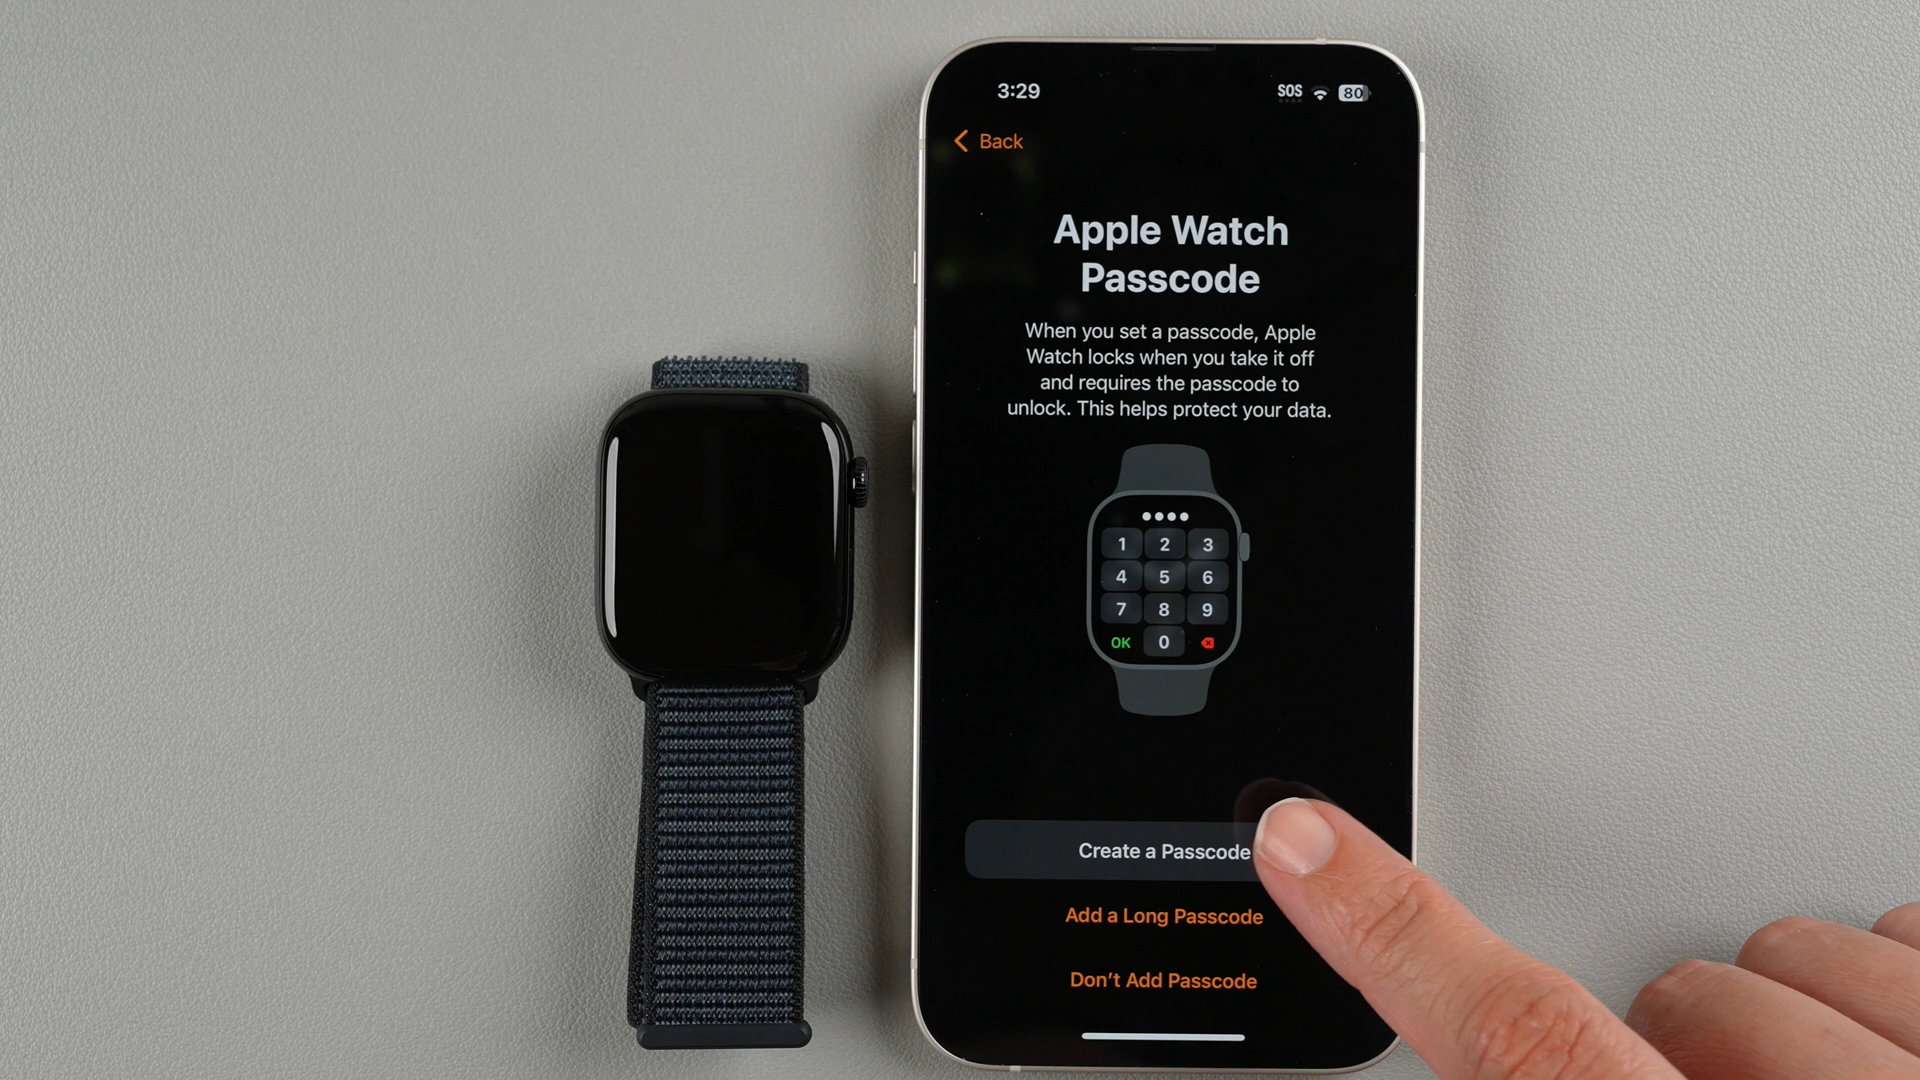 3:29
SOS
80
Back
Apple Watch
Passcode
When you set a passcode, Apple
Watch locks when you take it off
and requires the passcode to
unlock. This helps protect your data.
1 2 3
4 5 6
7 8 9
OK 0
Create a Passcode
Add a Long Passcode
Don’t Add Passcode